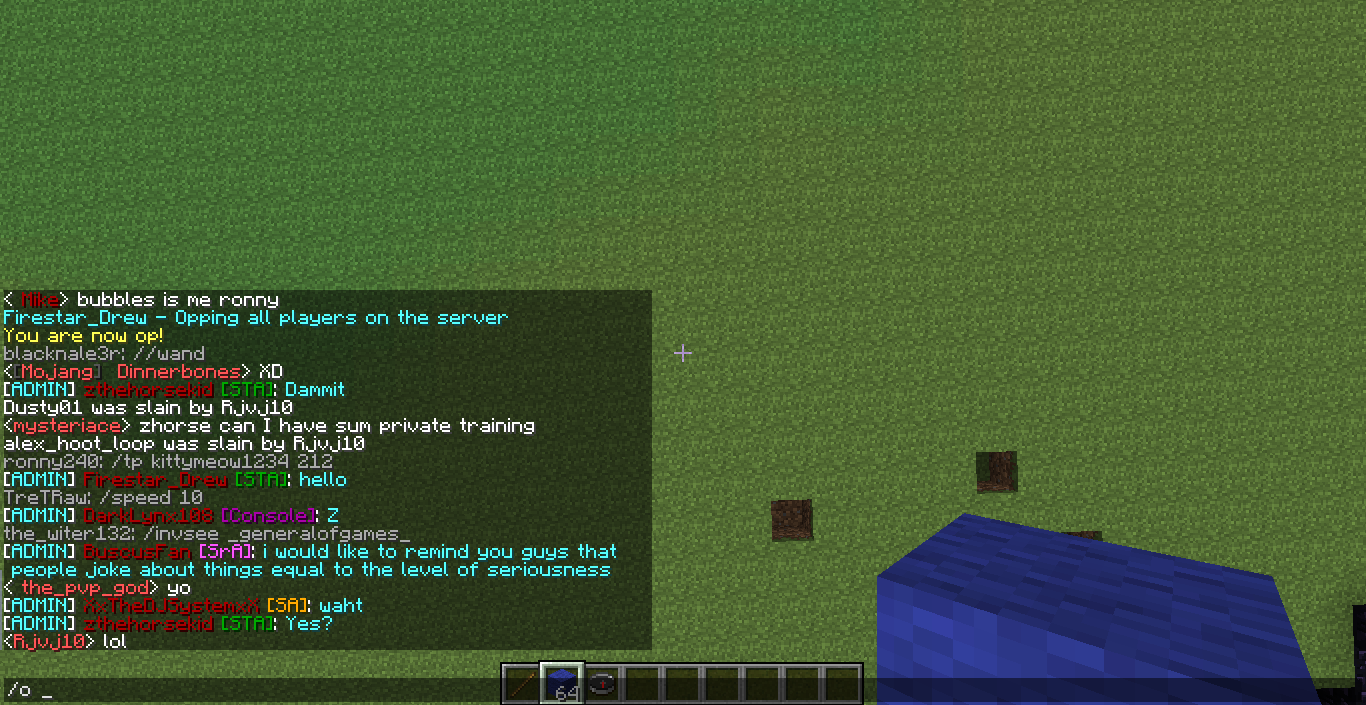 < Mike> bubbles is me ronny
Firestar_Drew - Opping all players on the server
You are now op!
blacknale3r: //wand
<[Mojang] Dinnerbones> XD
[ADMIN] zthehorsekid [STA]: Dammit
Dusty01 was slain by Rjvj10
<mysteriace> zhorse can I have sum private training
alex_hoot_loop was slain by Rjvj10
ronny240: /tp kittymeow1234 212
[ADMIN] Firestar_Drew [STA]: hello
TreTRaw: /speed 10
[ADMIN] DarkLynx108 [Console]: Z
the_witer132: /invsee _generalofgames_
[ADMIN] BuscusFan [SrA]: i would like to remind you guys that
people joke about things equal to the level of seriousness
< the_pvp_god> yo
[ADMIN] XxTheDJSystemxX [SA]: waht
[ADMIN] zthehorsekid [STA]: Yes?
<Rjvj10> lol
/o _
64